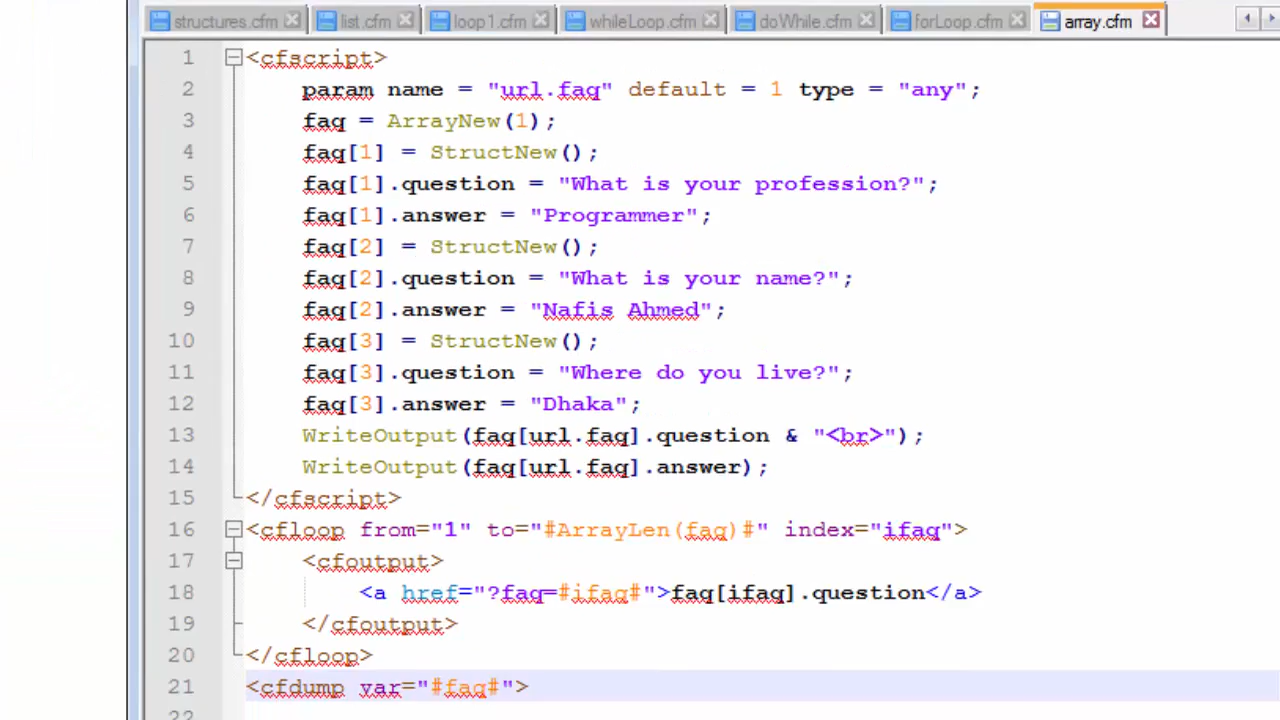 structures.cfm list.cfm loop1.cfm whileLoop.cfm doWhile.cfm forLoop.cfm array.cfm
1 <cfscript>
2 param name = "url.faq" default = 1 type = "any";
3 faq = ArrayNew(1);
4 faq[1] = StructNew();
5 faq[1].question = "What is your profession?";
6 faq[1].answer = "Programmer";
7 faq[2] = StructNew();
8 faq[2].question = "What is your name?";
9 faq[2].answer = "Nafis Ahmed";
10 faq[3] = StructNew();
11 faq[3].question = "Where do you live?";
12 faq[3].answer = "Dhaka";
13 WriteOutput(faq[url.faq].question & "<br>");
14 WriteOutput(faq[url.faq].answer);
15 </cfscript>
16 <cfloop from="1" to="#ArrayLen(faq)#" index="ifaq">
17 <cfoutput>
18 <a href="?faq=#ifaq#">faq[ifaq].question</a>
19 </cfoutput>
20 </cfloop>
21 <cfdump var="#faq#">
22